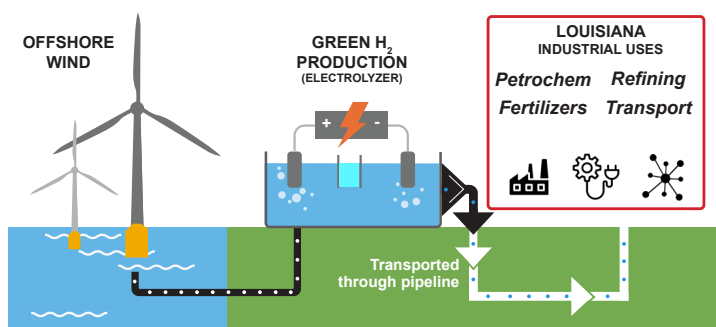 OFFSHORE
WIND
GREEN H₂
PRODUCTION
(ELECTROLYZER)
+ -
LOUISIANA
INDUSTRIAL USES
Petrochem Refining
Fertilizers Transport
Transported
through pipeline